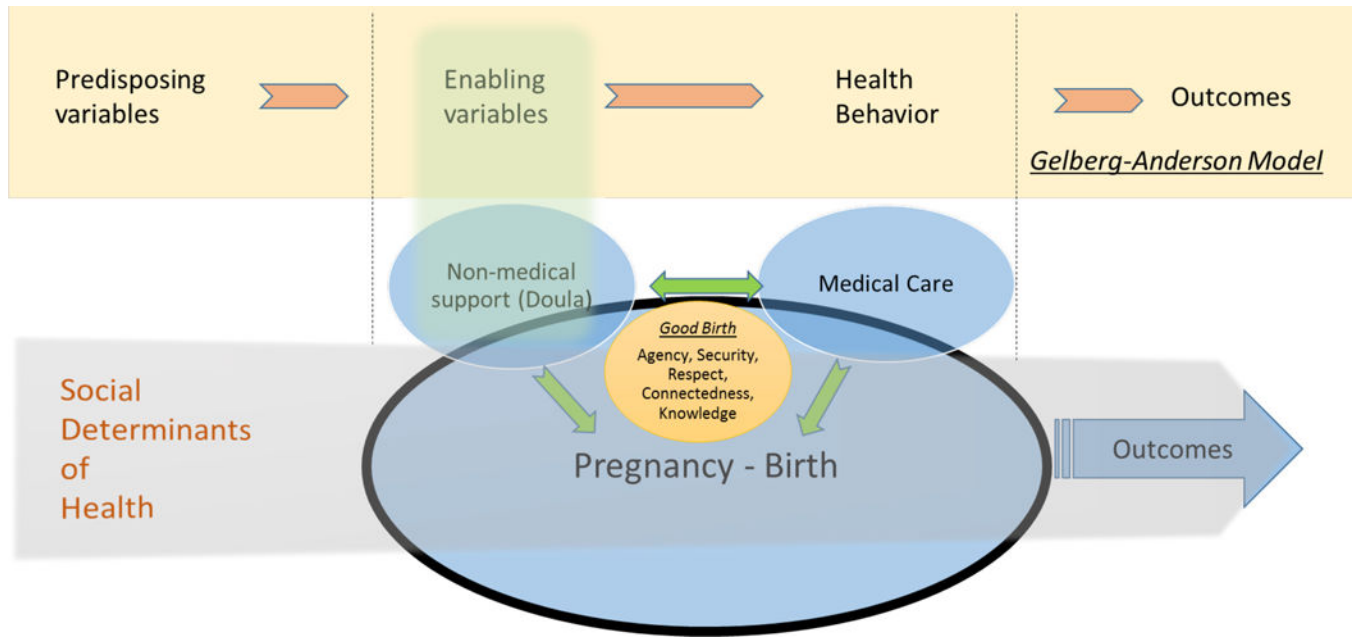 Predisposing
variables
Enabling
variables
Health
Behavior
Outcomes
Gelberg-Anderson Model
Non-medical
support (Doula)
Medical Care
Good Birth
Agency, Security,
Respect,
Connectedness,
Knowledge
Social
Determinants
of
Health
Pregnancy - Birth
Outcomes